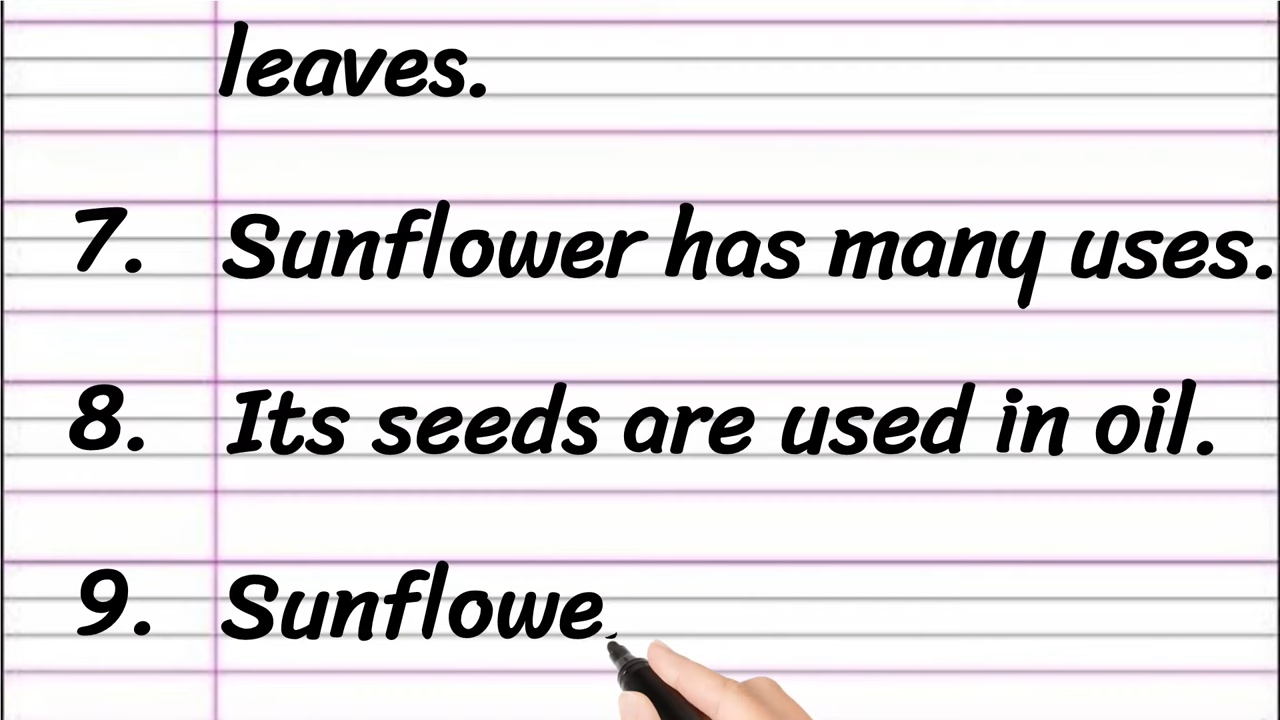 leaves.
7. Sunflower has many uses.
8. Its seeds are used in oil.
9. Sunflowe